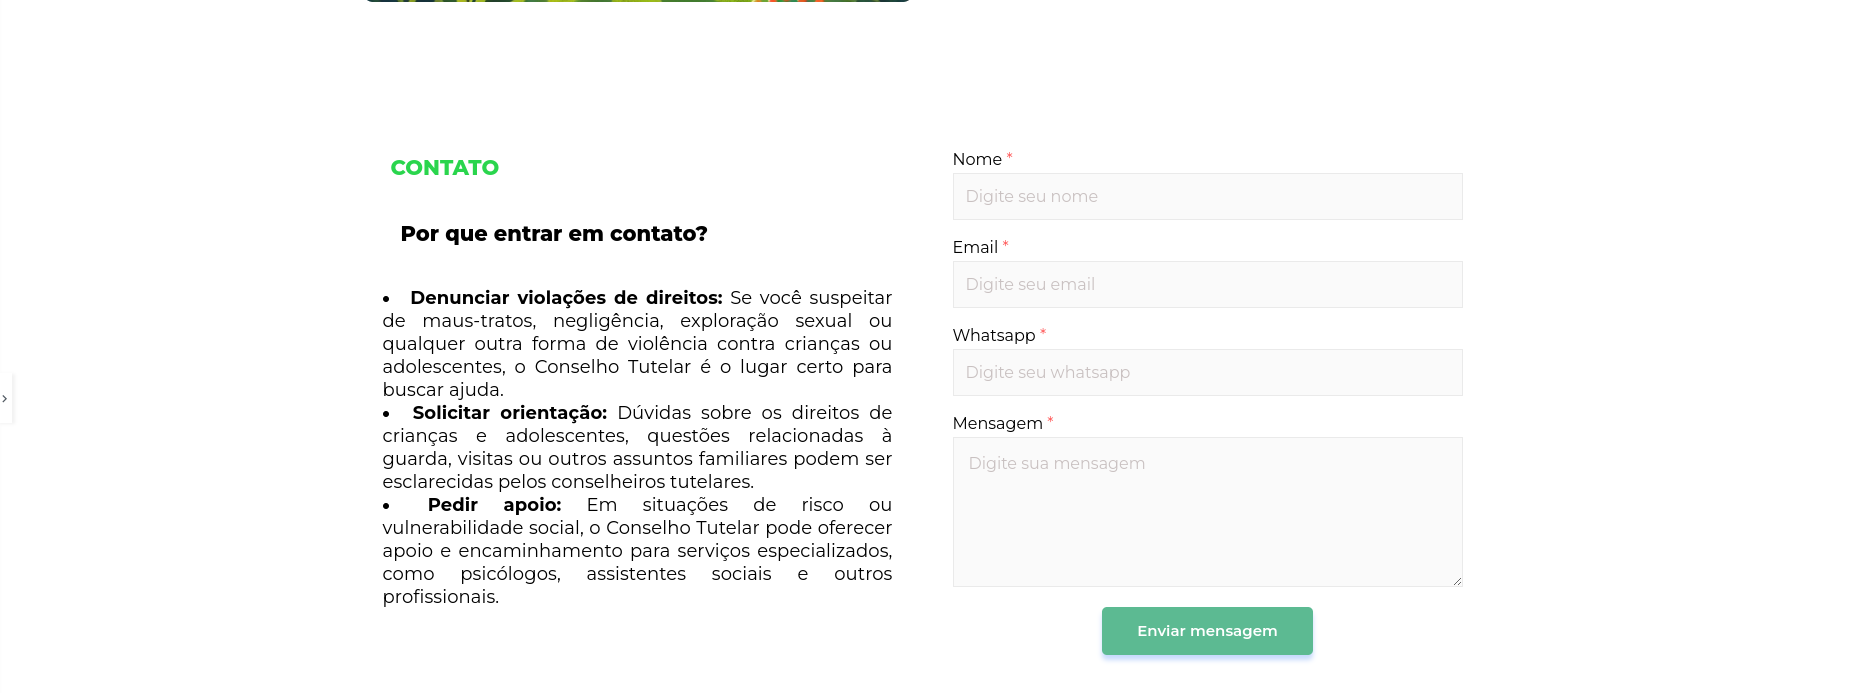 CONTATO
Por que entrar em contato?
• Denunciar violações de direitos: Se você suspeitar
de maus-tratos, negligência, exploração sexual ou
qualquer outra forma de violência contra crianças ou
adolescentes, o Conselho Tutelar é o lugar certo para
buscar ajuda.
• Solicitar orientação: Dúvidas sobre os direitos de
crianças e adolescentes, questões relacionadas à
guarda, visitas ou outros assuntos familiares podem ser
esclarecidas pelos conselheiros tutelares.
• Pedir apoio: Em situações de risco ou
vulnerabilidade social, o Conselho Tutelar pode oferecer
apoio e encaminhamento para serviços especializados,
como psicólogos, assistentes sociais e outros
profissionais.
Nome *
Digite seu nome
Email *
Digite seu email
Whatsapp *
Digite seu whatsapp
Mensagem *
Digite sua mensagem
Enviar mensagem